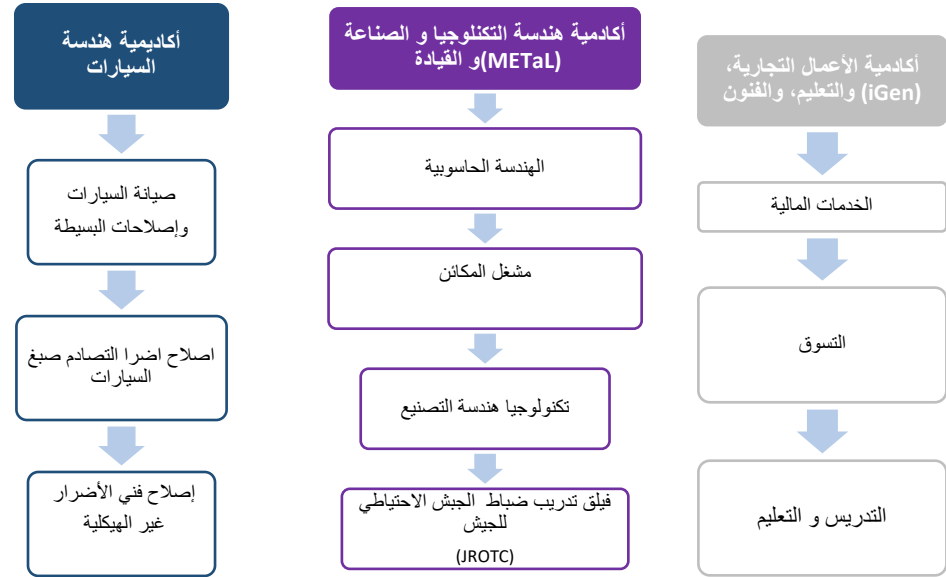 أكاديمية هندسة
السيارات
صيانة السيارات
وإصلاحات البسيطة
اصلاح اضرا التصادم صبغ
السيارات
إصلاح فني الأضرار
غير الهيكلية
أكادمية هندسة التكنلوجيا و الصناعة
و القيادة(METaL)
الهندسة الحاسوبية
مشغل المكائن
تكنولوجيا هندسة التصنيع
فيلق تدريب ضباط الجبش الاحتياطي
للجيش
(JROTC)
أكادمية الأعمال التجارية،
والتعليم، والفنون (iGen)
الخدمات المالية
التسوق
التدريس و التعليم